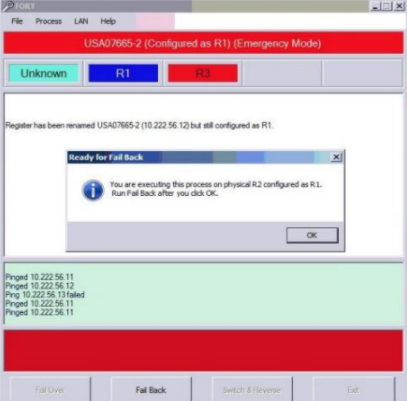 FORT
File Process LAN Help
USA07665-2 (Configured as R1) (Emergency Mode)
Unknown R1 R3
Register has been renamed USA07665-2 (10.222.56.12) but still configured as R1.
Ready for Fail Back
You are executing this process on physical R2 configured as R1.
Run Fail Back after you click OK.
OK
Pinged 10.222.56.11
Pinged 10.222.56.12
Ping 10.222.56.13 failed
Pinged 10.222.56.11
Pinged 10.222.56.11
Fail Over Fail Back Switch & Reverse Exit